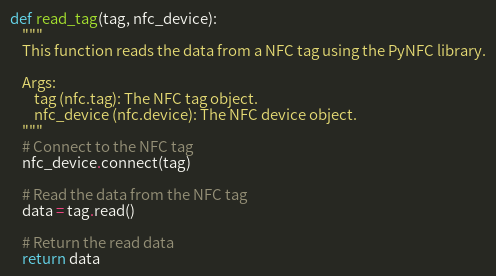 def read_tag(tag, nfc_device):
    """
    This function reads the data from a NFC tag using the PyNFC library.

    Args:
        tag (nfc.tag): The NFC tag object.
        nfc_device (nfc.device): The NFC device object.
    """
    # Connect to the NFC tag
    nfc_device.connect(tag)

    # Read the data from the NFC tag
    data = tag.read()

    # Return the read data
    return data